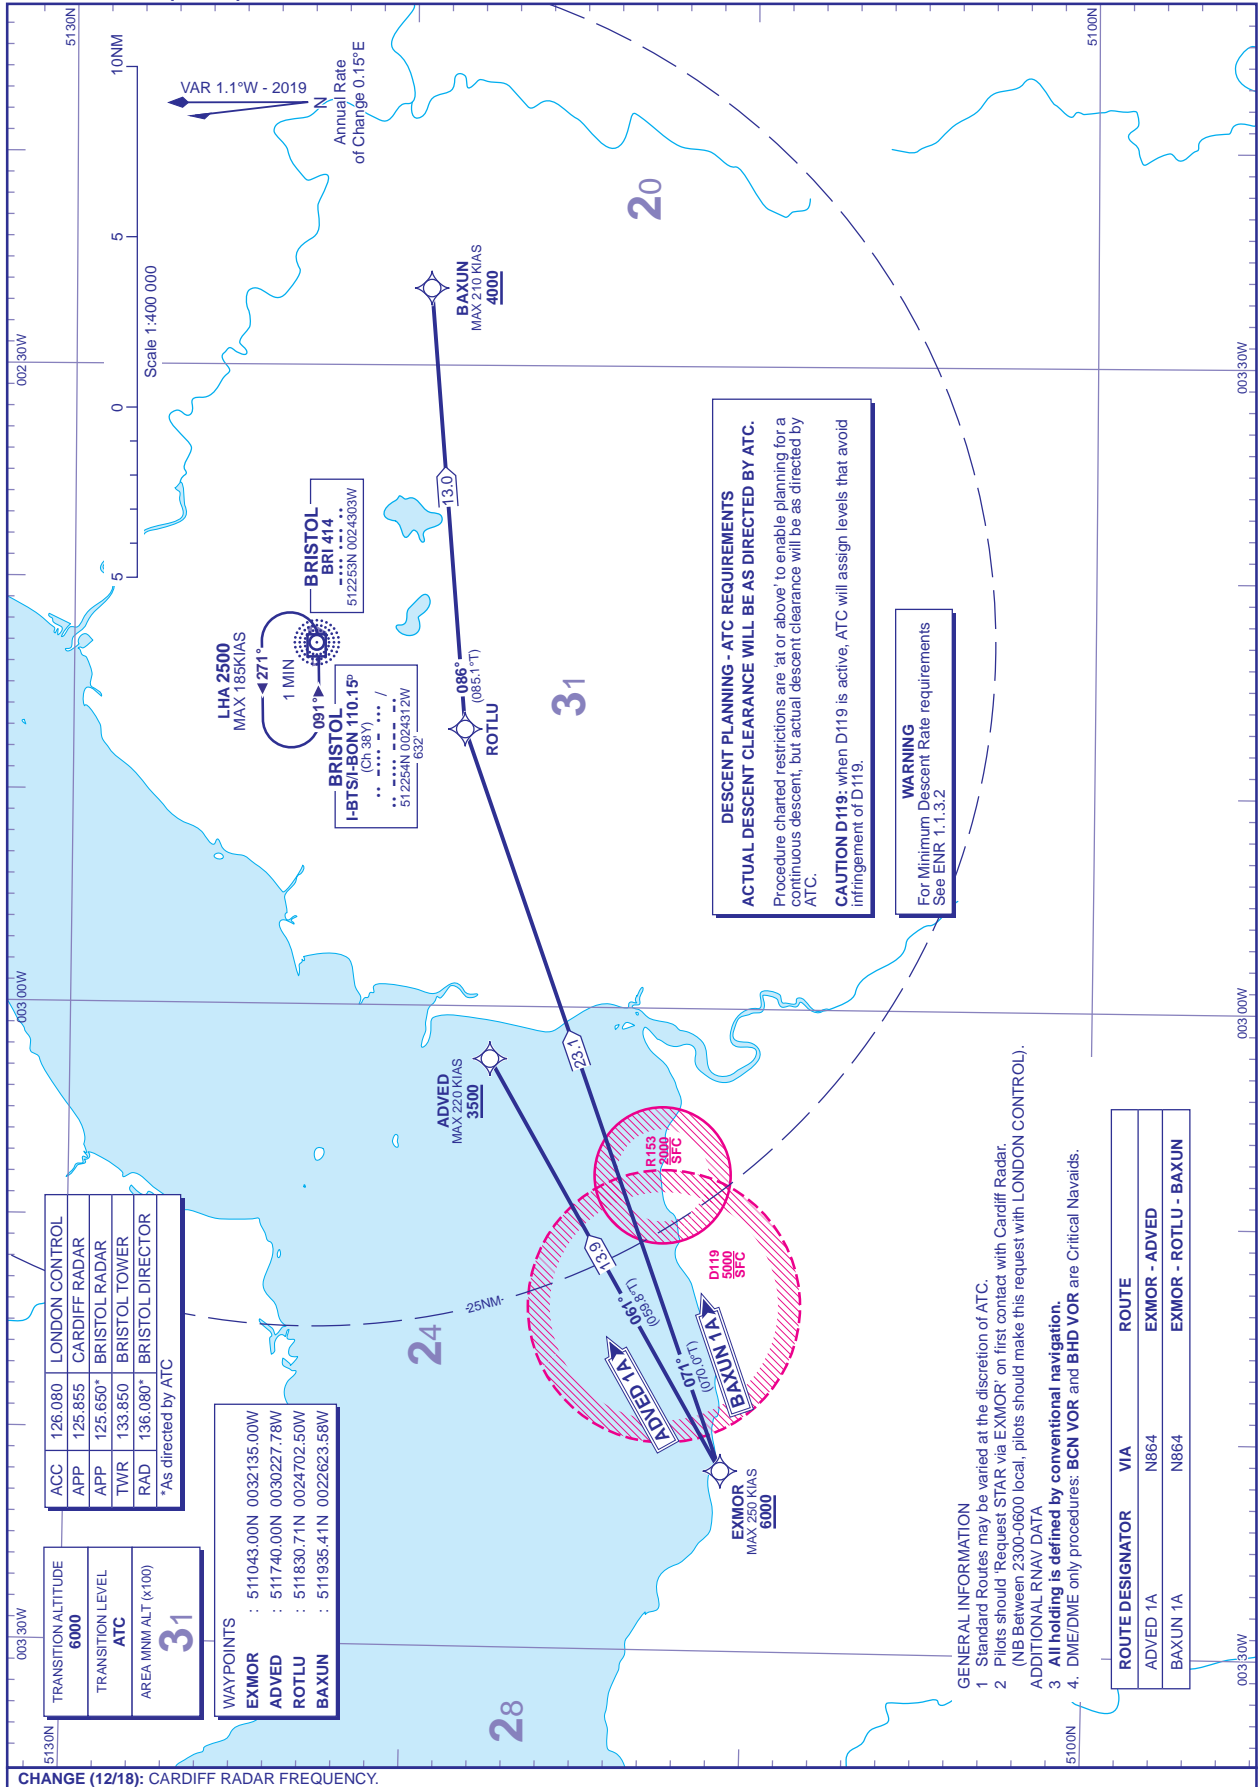 TRANSITION ALTITUDE
6000
TRANSITION LEVEL
ATC
AREA MNM ALT (x100)
31
ACC 126.080 LONDON CONTROL
APP 125.855 CARDIFF RADAR
APP 125.650* BRISTOL RADAR
TWR 133.850 BRISTOL TOWER
RAD 136.080* BRISTOL DIRECTOR
*As directed by ATC
WAYPOINTS
EXMOR : 511043.00N 0032135.00W
ADVED : 511740.00N 0030227.78W
ROTLU : 511830.71N 0024702.50W
BAXUN : 511935.41N 0022623.58W
003 30W
003 00W
002 30W
5130N
5130N
5100N
5100N
003 30W
003 00W
003 30W
5
0
5
10NM
Scale 1:400 000
VAR 1.1°W - 2019
N
Annual Rate
of Change 0.15°E
LHA 2500
MAX 185KIAS
271°
1 MIN
091°
BRISTOL
BRI 414
512253N 0024303W
BRISTOL
I-BTS/I-BON 110.15D
(Ch 38Y)
512254N 0024312W
632'
ADVED
MAX 220 KIAS
3500
BAXUN
MAX 210 KIAS
4000
ROTLU
086°
(085.1°T)
13.0
23.1
13.9
061°
(059.8°T)
071°
(070.0°T)
ADVED 1A
BAXUN 1A
EXMOR
MAX 250 KIAS
6000
25NM
D119
5000
SFC
R153
2000
SFC
24
28
31
20
DESCENT PLANNING - ATC REQUIREMENTS
ACTUAL DESCENT CLEARANCE WILL BE AS DIRECTED BY ATC.
Procedure charted restrictions are 'at or above' to enable planning for a
continuous descent, but actual descent clearance will be as directed by
ATC.
CAUTION D119: when D119 is active, ATC will assign levels that avoid
infringement of D119.
WARNING
For Minimum Descent Rate requirements
See ENR 1.1.3.2
GENERAL INFORMATION
1 Standard Routes may be varied at the discretion of ATC.
2 Pilots should 'Request STAR via EXMOR' on first contact with Cardiff Radar.
(NB Between 2300-0600 local, pilots should make this request with LONDON CONTROL).
ADDITIONAL RNAV DATA
3 All holding is defined by conventional navigation.
4. DME/DME only procedures: BCN VOR and BHD VOR are Critical Navaids.
ROUTE DESIGNATOR VIA ROUTE
ADVED 1A N864 EXMOR - ADVED
BAXUN 1A N864 EXMOR - ROTLU - BAXUN
CHANGE (12/18): CARDIFF RADAR FREQUENCY.